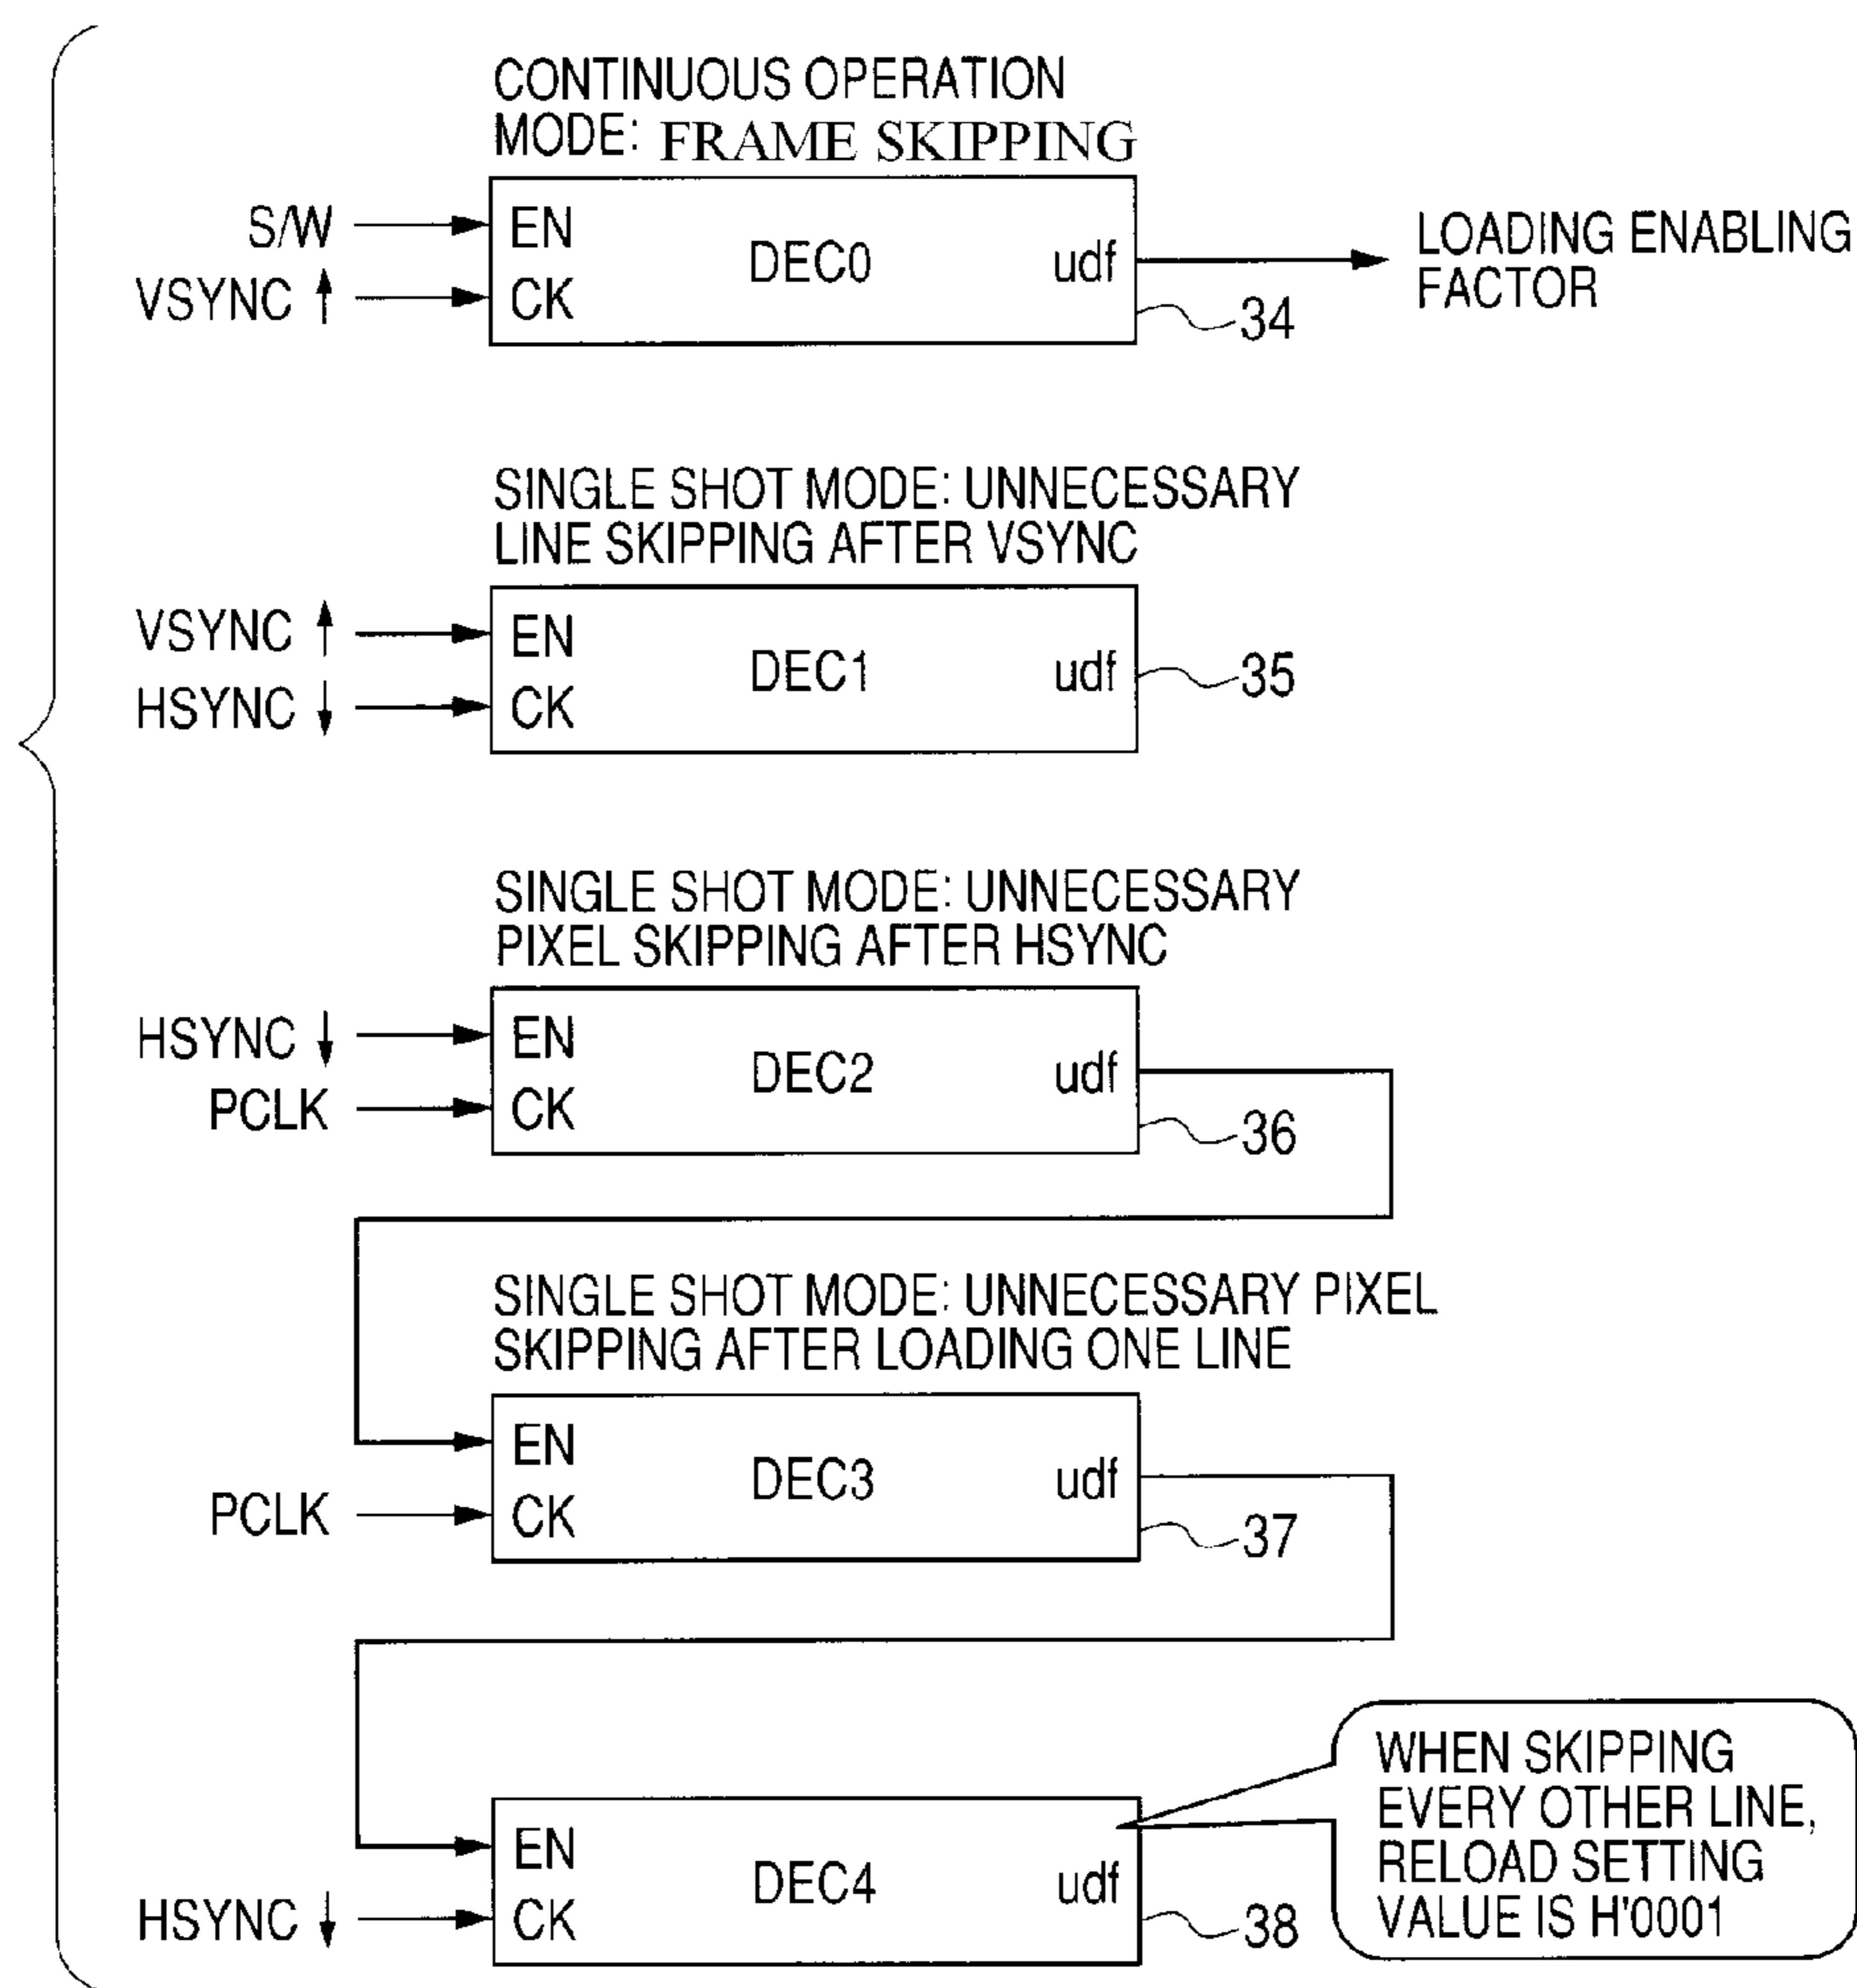 CONTINUOUS OPERATION
MODE: FRAME SKIPPING
S/W
VSYNC ↑
EN
CK
DEC0
udf
34
LOADING ENABLING
FACTOR
SINGLE SHOT MODE: UNNECESSARY
LINE SKIPPING AFTER VSYNC
VSYNC ↑
HSYNC ↓
EN
CK
DEC1
udf
35
SINGLE SHOT MODE: UNNECESSARY
PIXEL SKIPPING AFTER HSYNC
HSYNC ↓
PCLK
EN
CK
DEC2
udf
36
SINGLE SHOT MODE: UNNECESSARY PIXEL
SKIPPING AFTER LOADING ONE LINE
PCLK
EN
CK
DEC3
udf
37
HSYNC ↓
EN
CK
DEC4
udf
38
WHEN SKIPPING
EVERY OTHER LINE,
RELOAD SETTING
VALUE IS H'0001